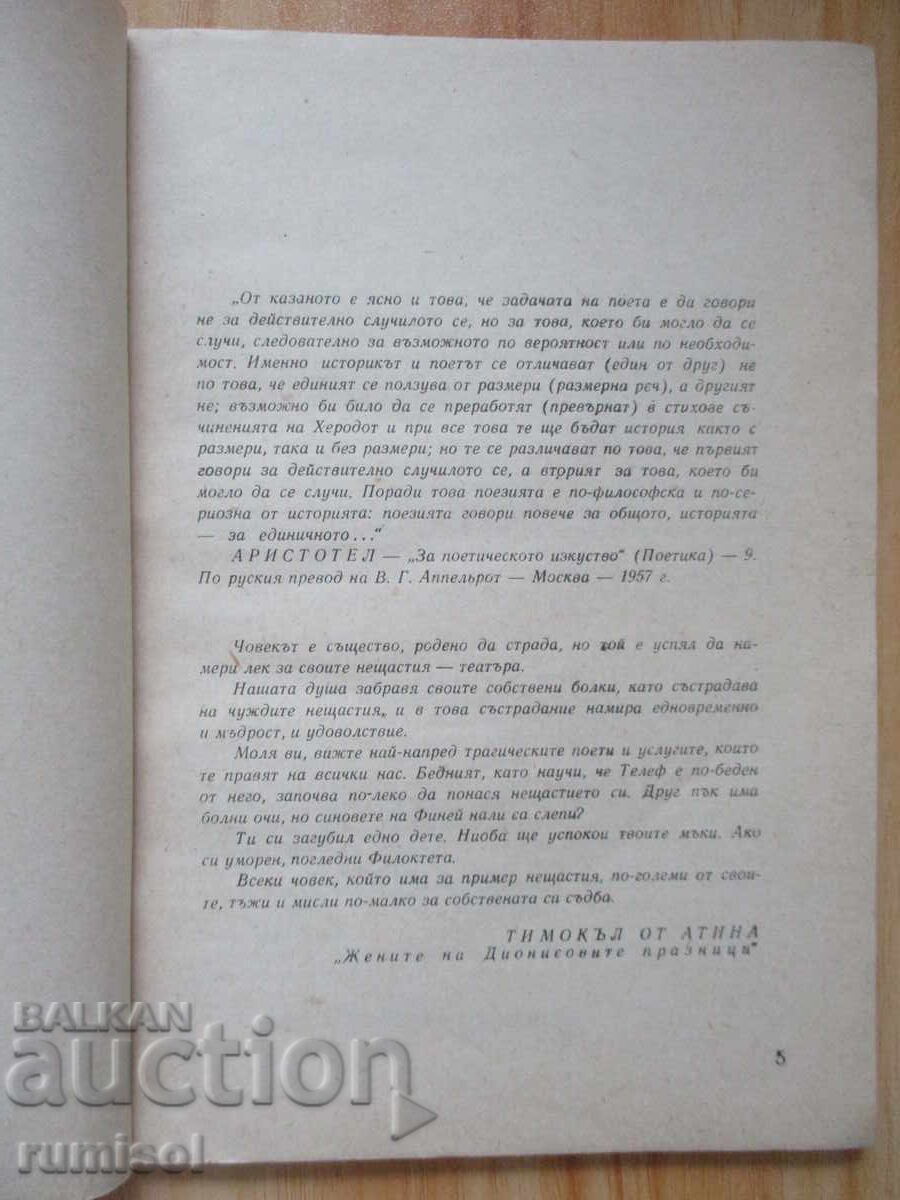 „От казаното е ясно и това, че задачата на поета е да говори
не за действително случилото се, но за това, което би могло да се
случи, следователно за възможното по вероятност или по необходи-
мост. Именно историкът и поетът се отличават (един от друг) не
по това, че единият се ползува от размери (размерна реч), а другият
не; възможно би било да се преработят (превърнат) в стихове съ-
чиненията на Херодот и при все това те ще бъдат история както с
размери, така и без размери; но те се различават по това, че първият
говори за действително случилото се, а вторият за това, което би
могло да се случи. Поради това поезията е по-философска и по-се-
риозна от историята: поезията говори повече за общото, историята
— за единичното...“
АРИСТОТЕЛ — „За поетическото изкуство“ (Поетика) — 9.
По руския превод на В. Г. Аппельрот — Москва — 1957 г.
Човекът е същество, родено да страда, но той е успял да на-
мери лек за своите нещастия — театъра.
Нашата душа забравя своите собствени болки, като състрадава
на чуждите нещастия, и в това състрадание намира едновременно
и мъдрост, и удоволствие.
Моля ви, вижте най-напред трагическите поети и услугите, които
те правят на всички нас. Бедният, като научи, че Телеф е по-беден
от него, започва по-леко да понася нещастието си. Друг пък има
болни очи, но синовете на Финей нали са слепи?
Ти си загубил едно дете. Ниоба ще успокои твоите мъки. Ако
си уморен, погледни Филоктета.
Всеки човек, който има за пример нещастия, по-големи от свои-
те, тъжи и мисли по-малко за собствената си съдба.
ТИМОКЪЛ ОТ АТИНА
„Жените на Дионисовите празници“
5
BALKAN
auction
rumisol